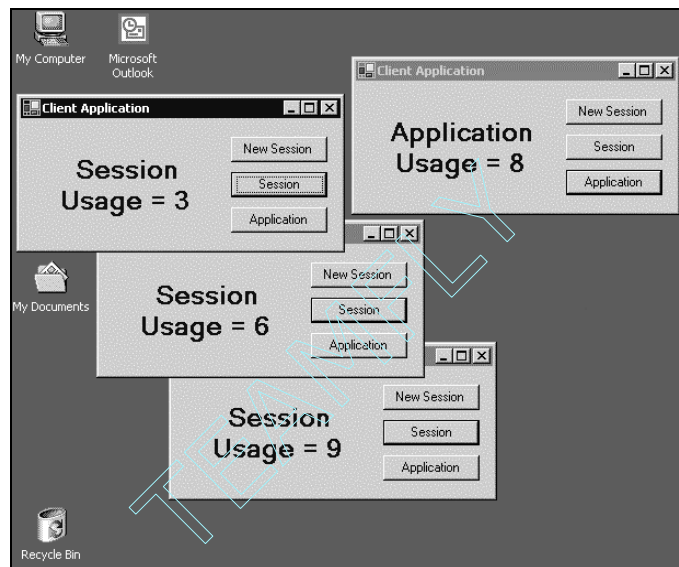 My Computer
Microsoft
Outlook
Client Application
New Session
Application
Usage = 8
Session
Application
Client Application
New Session
Session
Usage = 3
Session
Application
My Documents
New Session
Session
Usage = 6
Session
Application
New Session
Session
Usage = 9
Session
Application
Recycle Bin
TEAMFLY